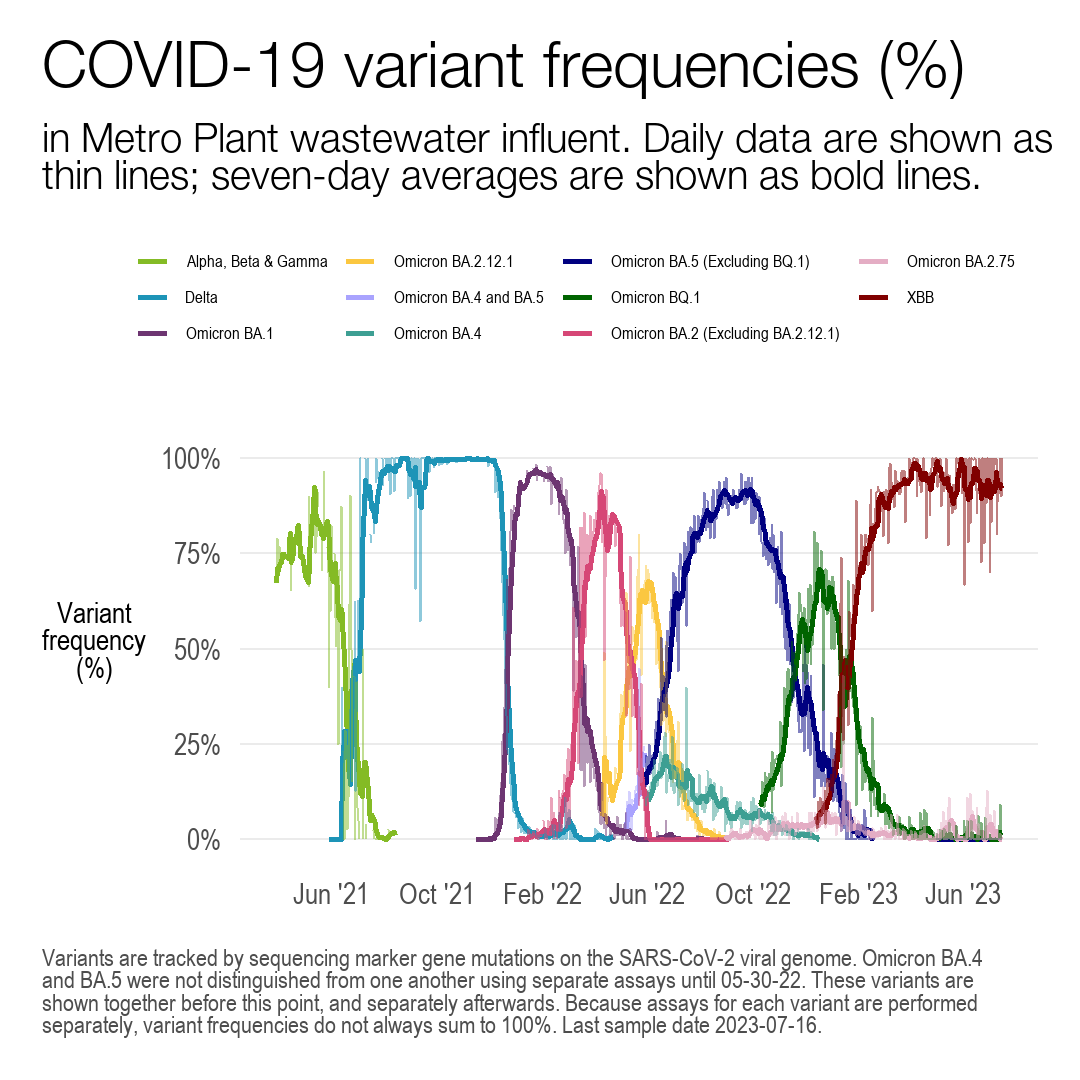 COVID-19 variant frequencies (%)
in Metro Plant wastewater influent. Daily data are shown as
thin lines; seven-day averages are shown as bold lines.
Alpha, Beta & Gamma
Omicron BA.2.12.1
Omicron BA.5 (Excluding BQ.1)
Omicron BA.2.75
Delta
Omicron BA.4 and BA.5
Omicron BQ.1
XBB
Omicron BA.1
Omicron BA.4
Omicron BA.2 (Excluding BA.2.12.1)
100%
75%
50%
25%
0%
Variant
frequency
(%)
Jun '21
Oct '21
Feb '22
Jun '22
Oct '22
Feb '23
Jun '23
Variants are tracked by sequencing marker gene mutations on the SARS-CoV-2 viral genome. Omicron BA.4
and BA.5 were not distinguished from one another using separate assays until 05-30-22. These variants are
shown together before this point, and separately afterwards. Because assays for each variant are performed
separately, variant frequencies do not always sum to 100%. Last sample date 2023-07-16.